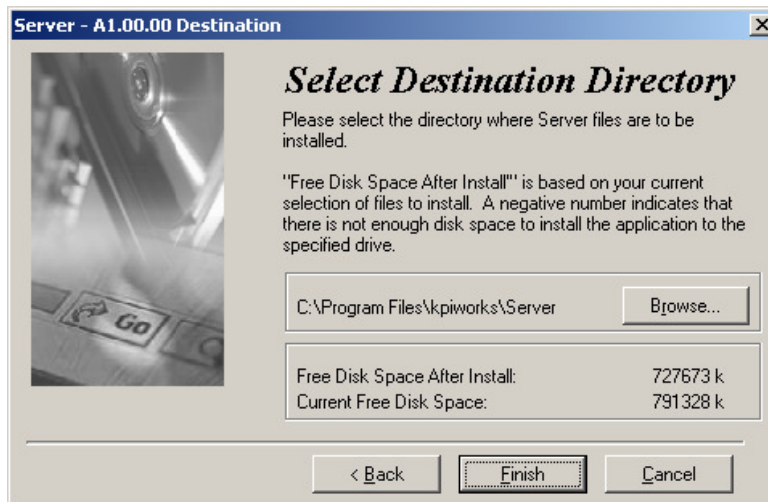 Server - A1.00.00 Destination
Select Destination Directory
Please select the directory where Server files are to be
installed.
"Free Disk Space After Install"' is based on your current
selection of files to install.  A negative number indicates that
there is not enough disk space to install the application to the
specified drive.
C:\Program Files\kpiworks\Server
Browse...
Free Disk Space After Install: 727673 k
Current Free Disk Space: 791328 k
Go
< Back
Finish
Cancel